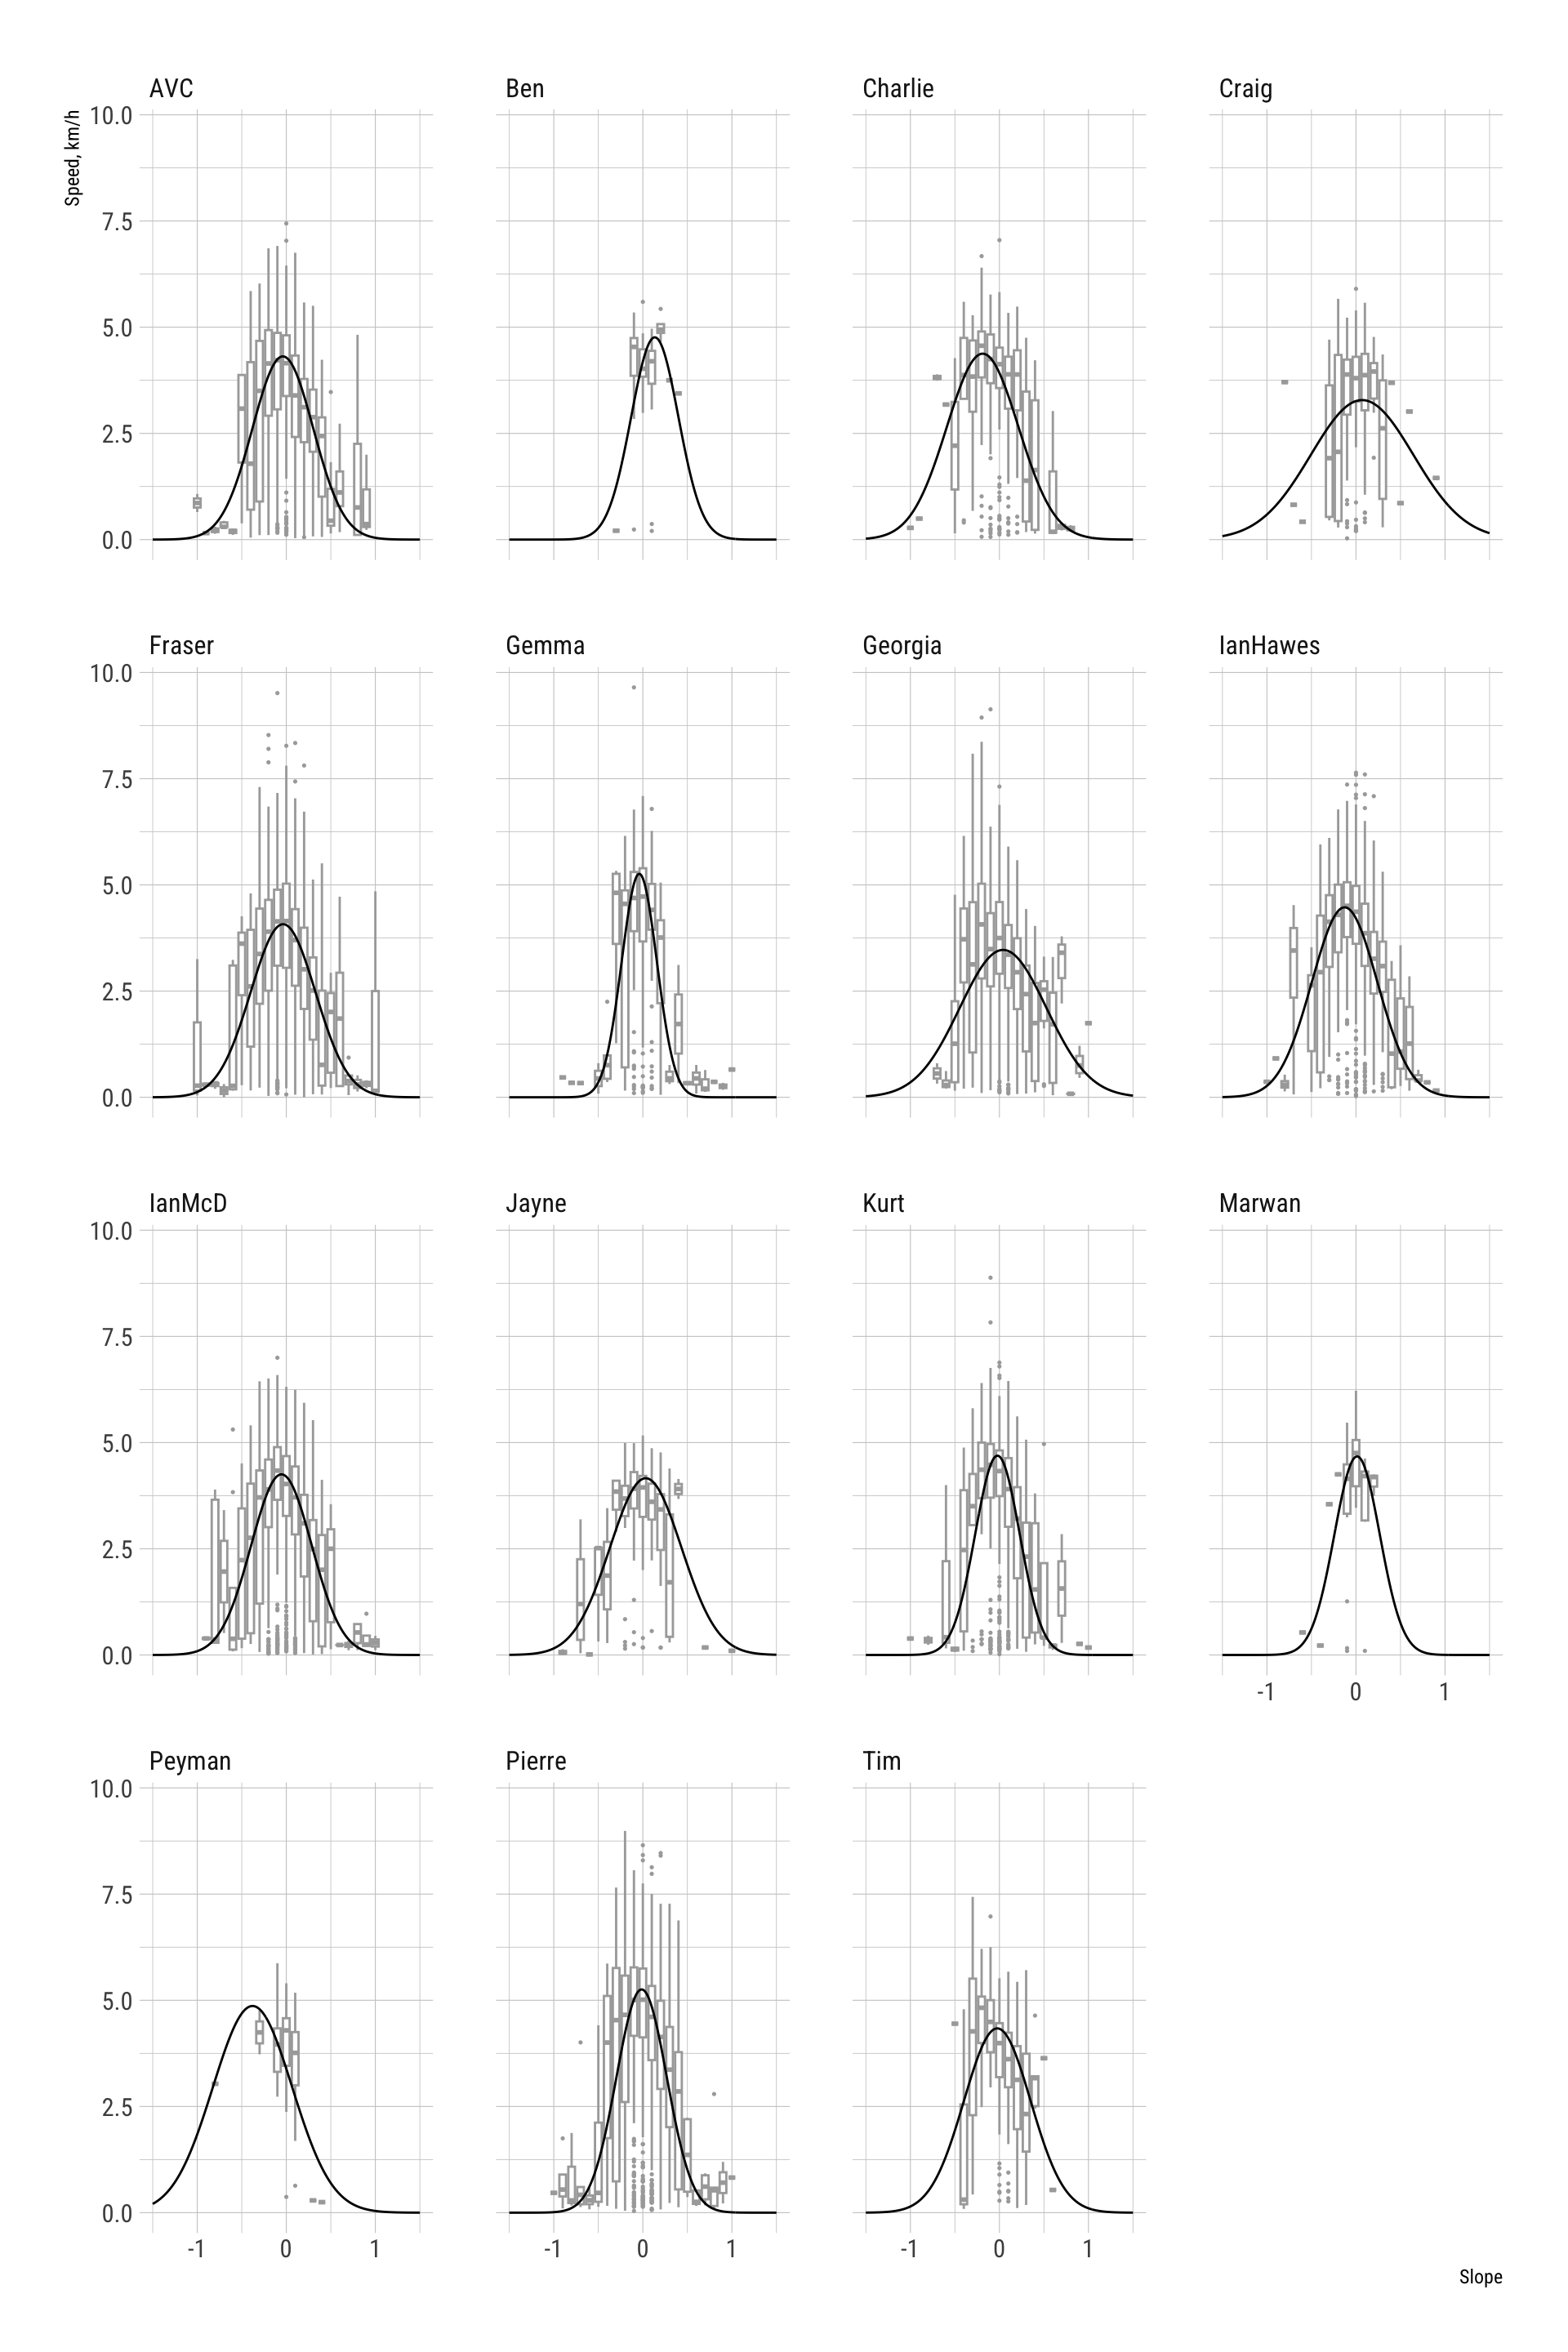 AVC Ben Charlie Craig
Speed, km/h
10.0
7.5
5.0
2.5
0.0
Fraser Gemma Georgia IanHawes
10.0
7.5
5.0
2.5
0.0
IanMcD Jayne Kurt Marwan
10.0
7.5
5.0
2.5
0.0
-1 0 1
Peyman Pierre Tim
10.0
7.5
5.0
2.5
0.0
-1 0 1 -1 0 1 -1 0 1
Slope